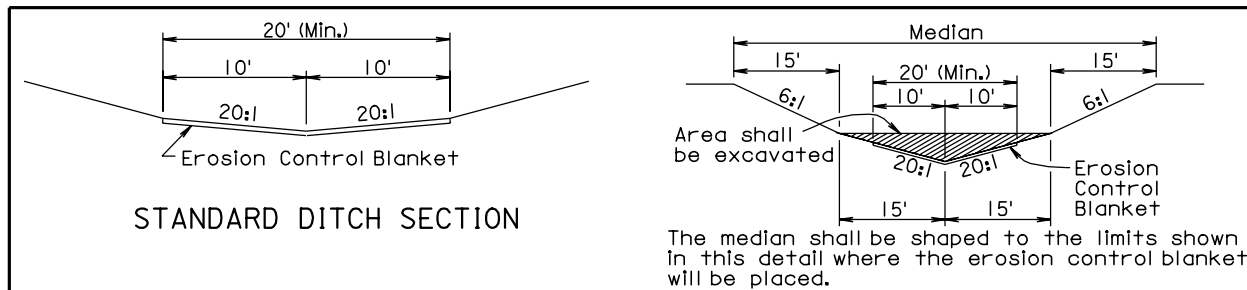 20' (Min.)
10' 10'
20:1 20:1
Erosion Control Blanket
STANDARD DITCH SECTION
Median
15' 15'
20' (Min.)
10' 10'
6:1 6:1
Area shall
be excavated
20:1 20:1
Erosion
Control
Blanket
15' 15'
The median shall be shaped to the limits shown
in this detail where the erosion control blanket
will be placed.